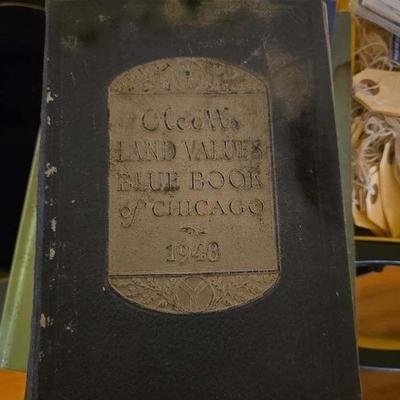 Olcott's
LAND VALUES
BLUE BOOK
of CHICAGO
1948